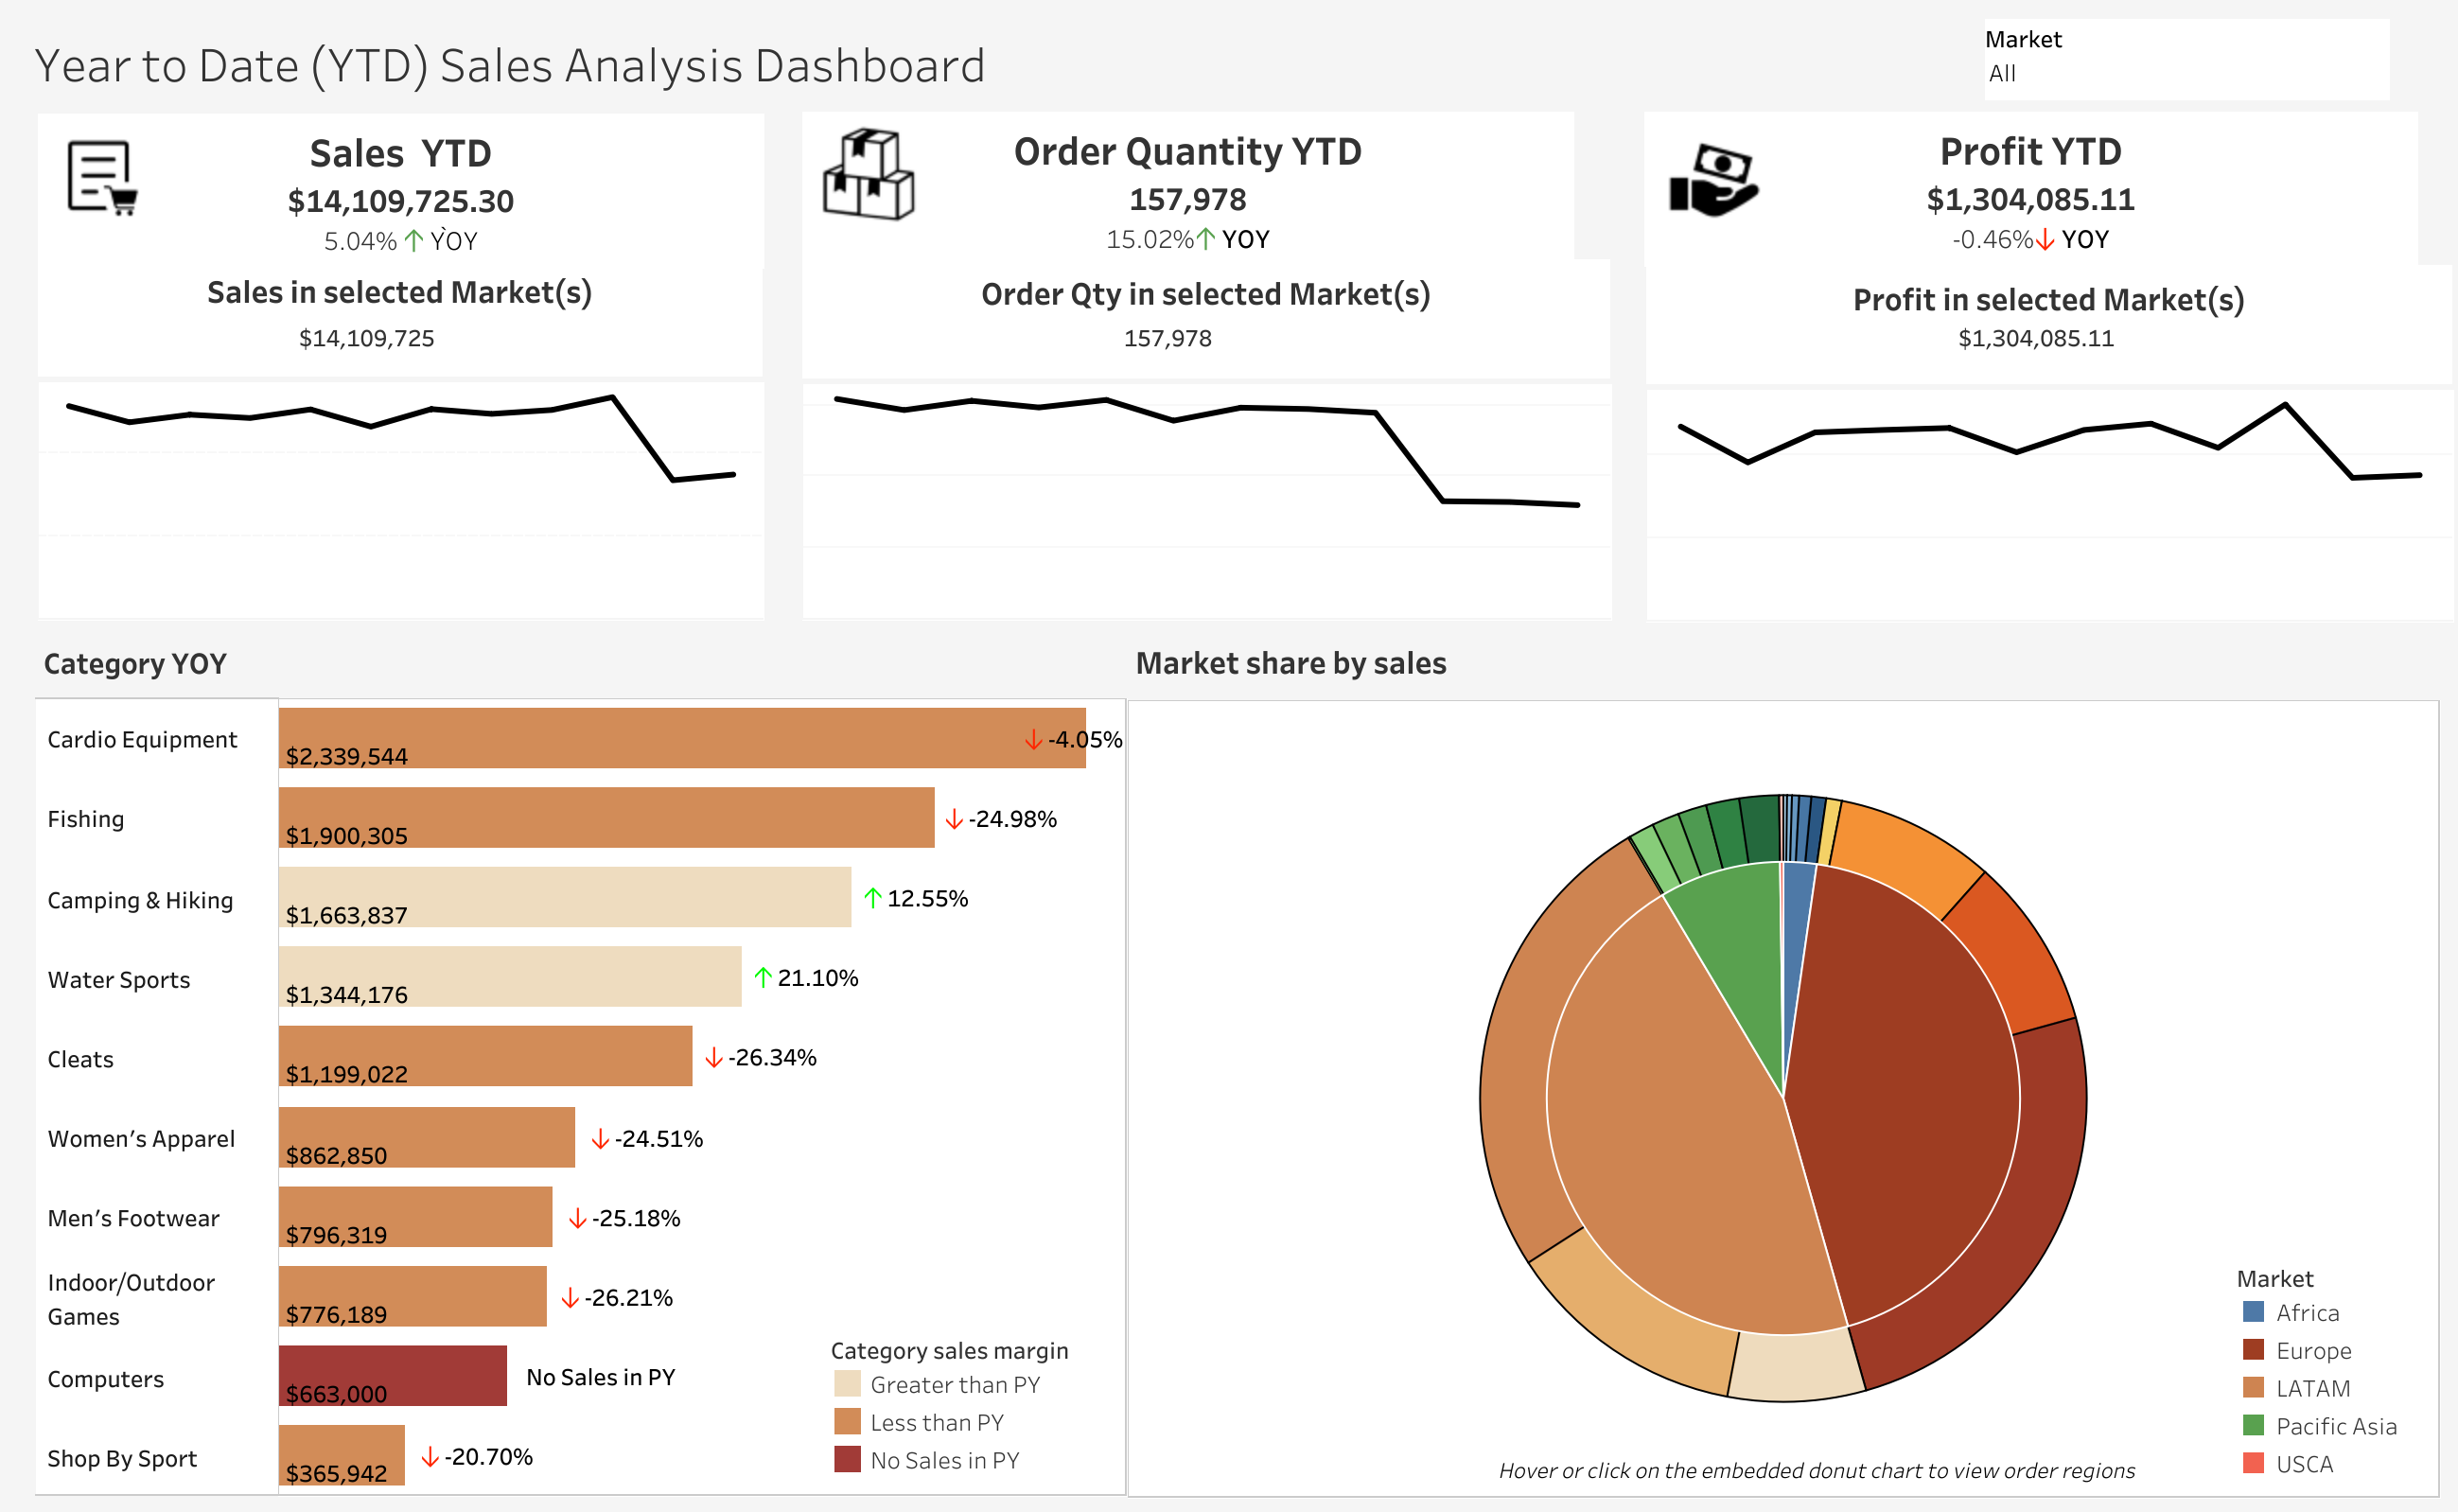 Year to Date (YTD) Sales Analysis Dashboard
Market
All
Sales YTD
$14,109,725.30
5.04% ↑ ỲOY
Sales in selected Market(s)
$14,109,725
Order Quantity YTD
157,978
15.02%↑ YOY
Order Qty in selected Market(s)
157,978
Profit YTD
$1,304,085.11
-0.46%↓ YOY
Profit in selected Market(s)
$1,304,085.11
Category YOY
Cardio Equipment
$2,339,544
↓ -4.05%
Fishing
$1,900,305
↓ -24.98%
Camping & Hiking
$1,663,837
↑ 12.55%
Water Sports
$1,344,176
↑ 21.10%
Cleats
$1,199,022
↓ -26.34%
Women's Apparel
$862,850
↓ -24.51%
Men's Footwear
$796,319
↓ -25.18%
Indoor/Outdoor
Games
$776,189
↓ -26.21%
Computers
$663,000
No Sales in PY
Shop By Sport
$365,942
↓ -20.70%
Category sales margin
Greater than PY
Less than PY
No Sales in PY
Market share by sales
Market
Africa
Europe
LATAM
Pacific Asia
USCA
Hover or click on the embedded donut chart to view order regions